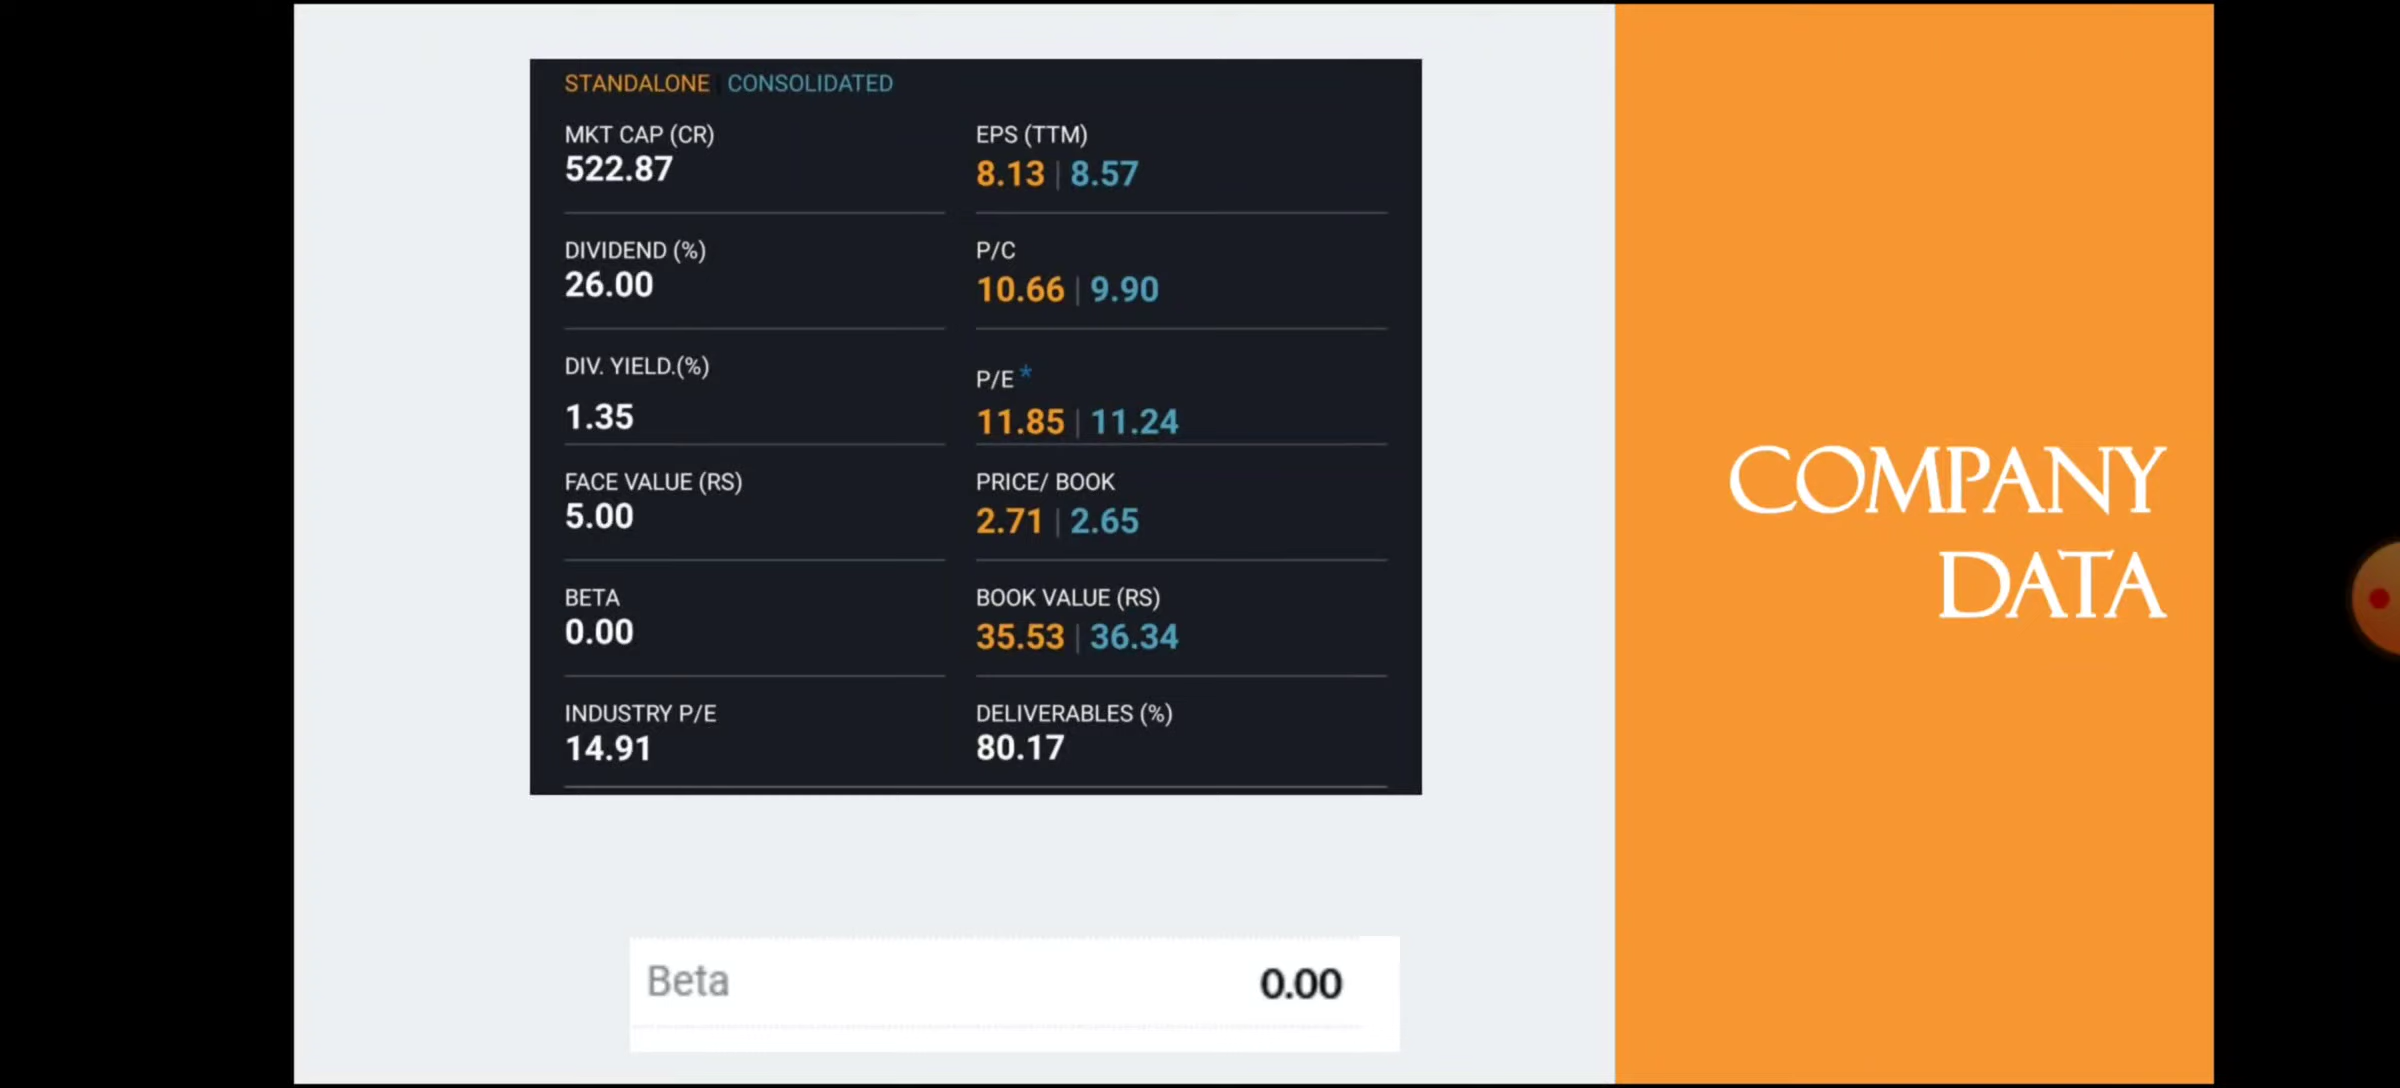 STANDALONE | CONSOLIDATED
MKT CAP (CR)
522.87
EPS (TTM)
8.13 | 8.57
DIVIDEND (%)
26.00
P/C
10.66 | 9.90
DIV. YIELD.(%)
1.35
P/E *
11.85 | 11.24
FACE VALUE (RS)
5.00
PRICE/ BOOK
2.71 | 2.65
BETA
0.00
BOOK VALUE (RS)
35.53 | 36.34
INDUSTRY P/E
14.91
DELIVERABLES (%)
80.17
Beta 0.00
COMPANY
DATA